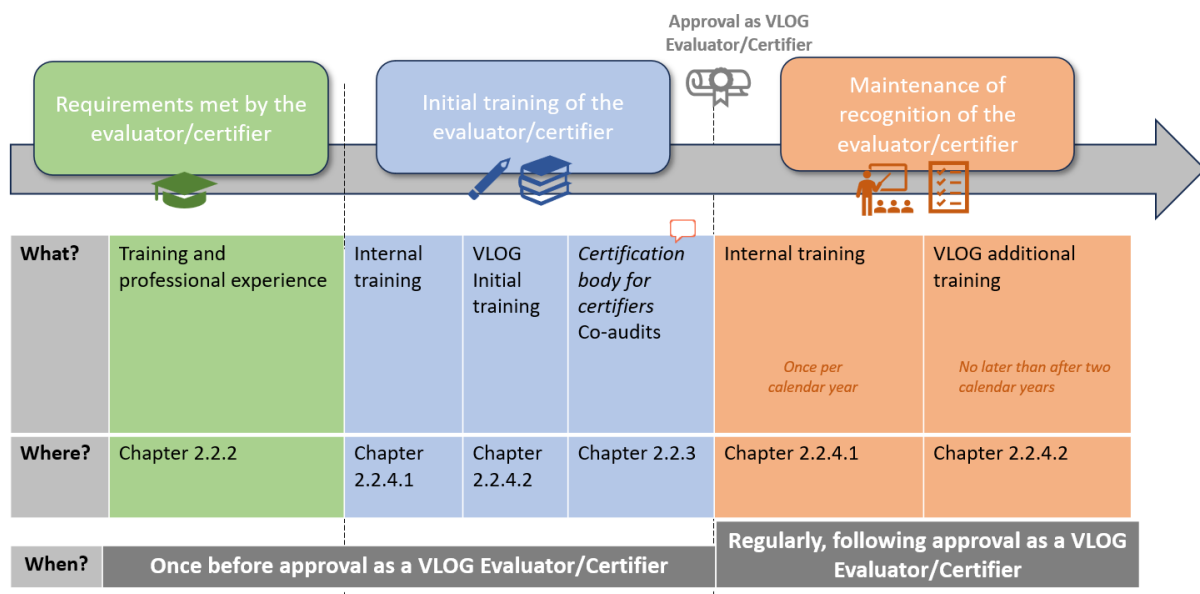 Approval as VLOG
Evaluator/Certifier
Requirements met by the
evaluator/certifier
Initial training of the
evaluator/certifier
Maintenance of
recognition of the
evaluator/certifier
What?
Training and
professional experience
Internal
training
VLOG
Initial
training
Certification
body for
certifiers
Co-audits
Internal training
Once per
calendar year
VLOG additional
training
No later than after two
calendar years
Where?
Chapter 2.2.2
Chapter
2.2.4.1
Chapter
2.2.4.2
Chapter 2.2.3
Chapter 2.2.4.1
Chapter 2.2.4.2
When?
Once before approval as a VLOG Evaluator/Certifier
Regularly, following approval as a VLOG
Evaluator/Certifier